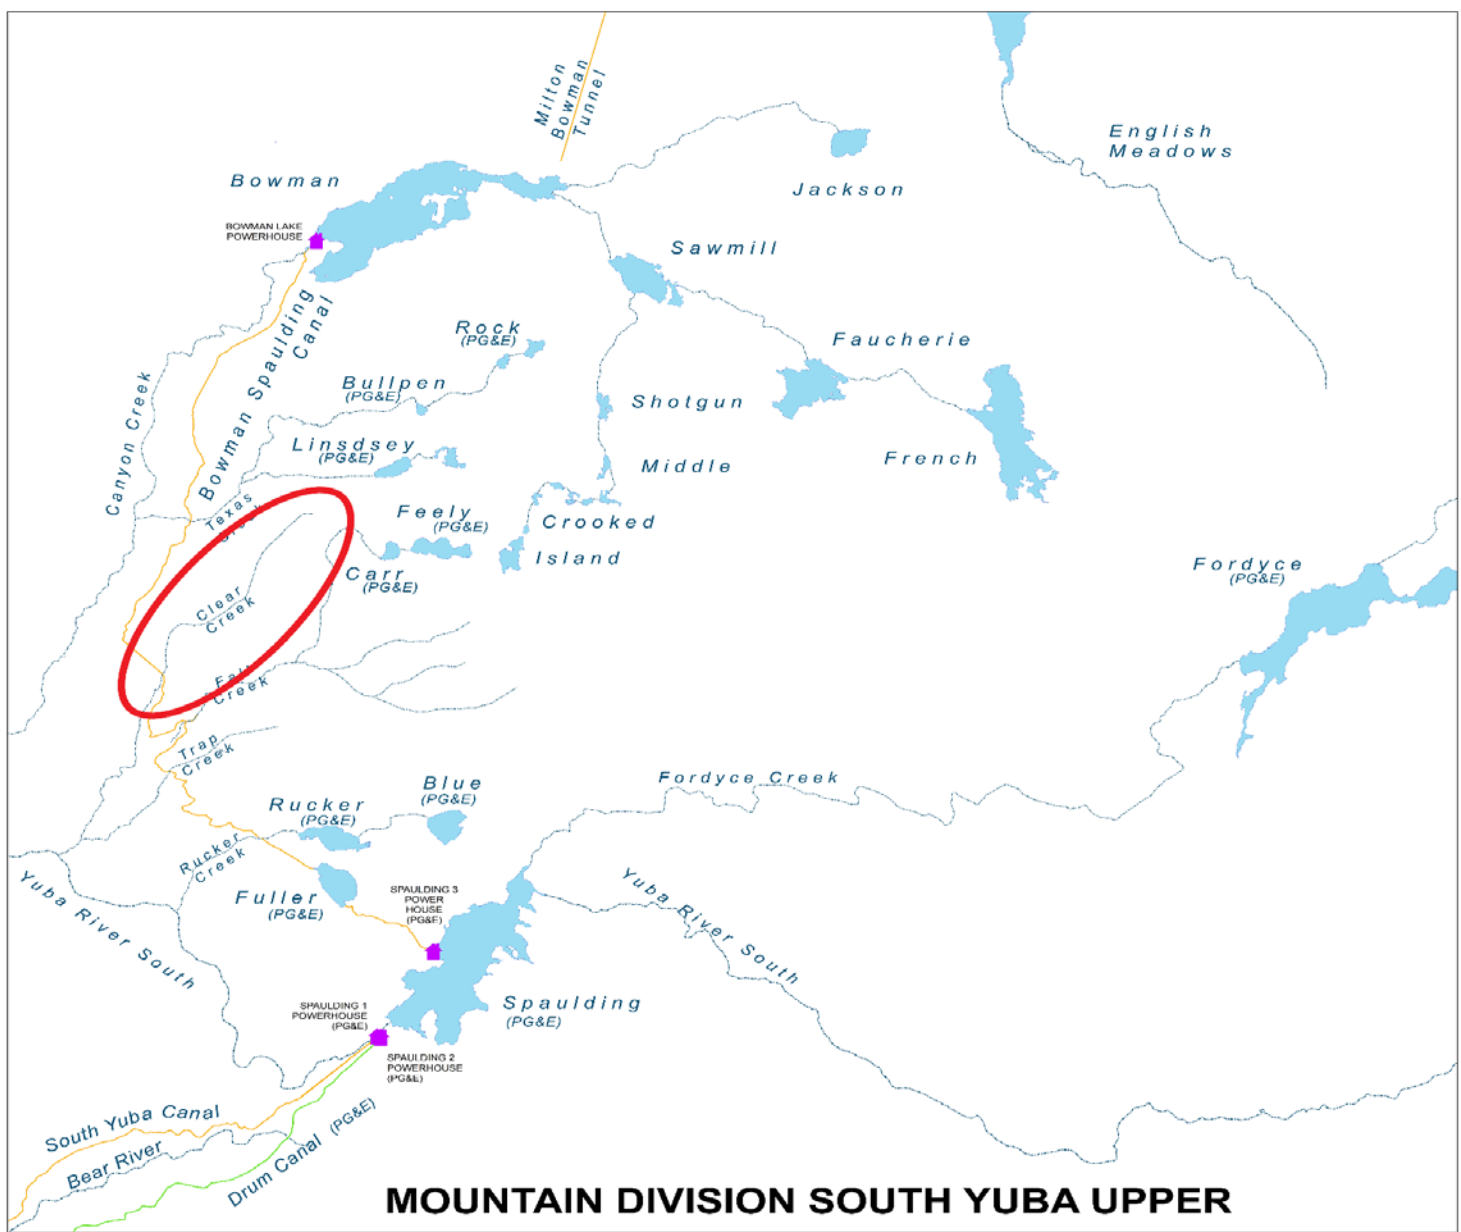 Milton
Bowman
Tunnel
English
Meadows
Bowman
Jackson
BOWMAN LAKE
POWERHOUSE
Sawmill
Bowman Spaulding
Canal
Rock
(PG&E)
Faucherie
Canyon Creek
Bullpen
(PG&E)
Shotgun
Linsdsey
(PG&E)
Middle
French
Texas
Feely
(PG&E)
Crooked
Island
Carr
(PG&E)
Fordyce
(PG&E)
Clear
Creek
Fall
Creek
Trap
Creek
Blue
(PG&E)
Fordyce Creek
Rucker
(PG&E)
Rucker
Creek
Yuba River South
Fuller
(PG&E)
SPAULDING 3
POWER
HOUSE
(PG&E)
Yuba River South
SPAULDING 1
POWERHOUSE
(PG&E)
Spaulding
(PG&E)
SPAULDING 2
POWERHOUSE
(PG&E)
South Yuba Canal
Bear River
Drum Canal (PG&E)
MOUNTAIN DIVISION SOUTH YUBA UPPER